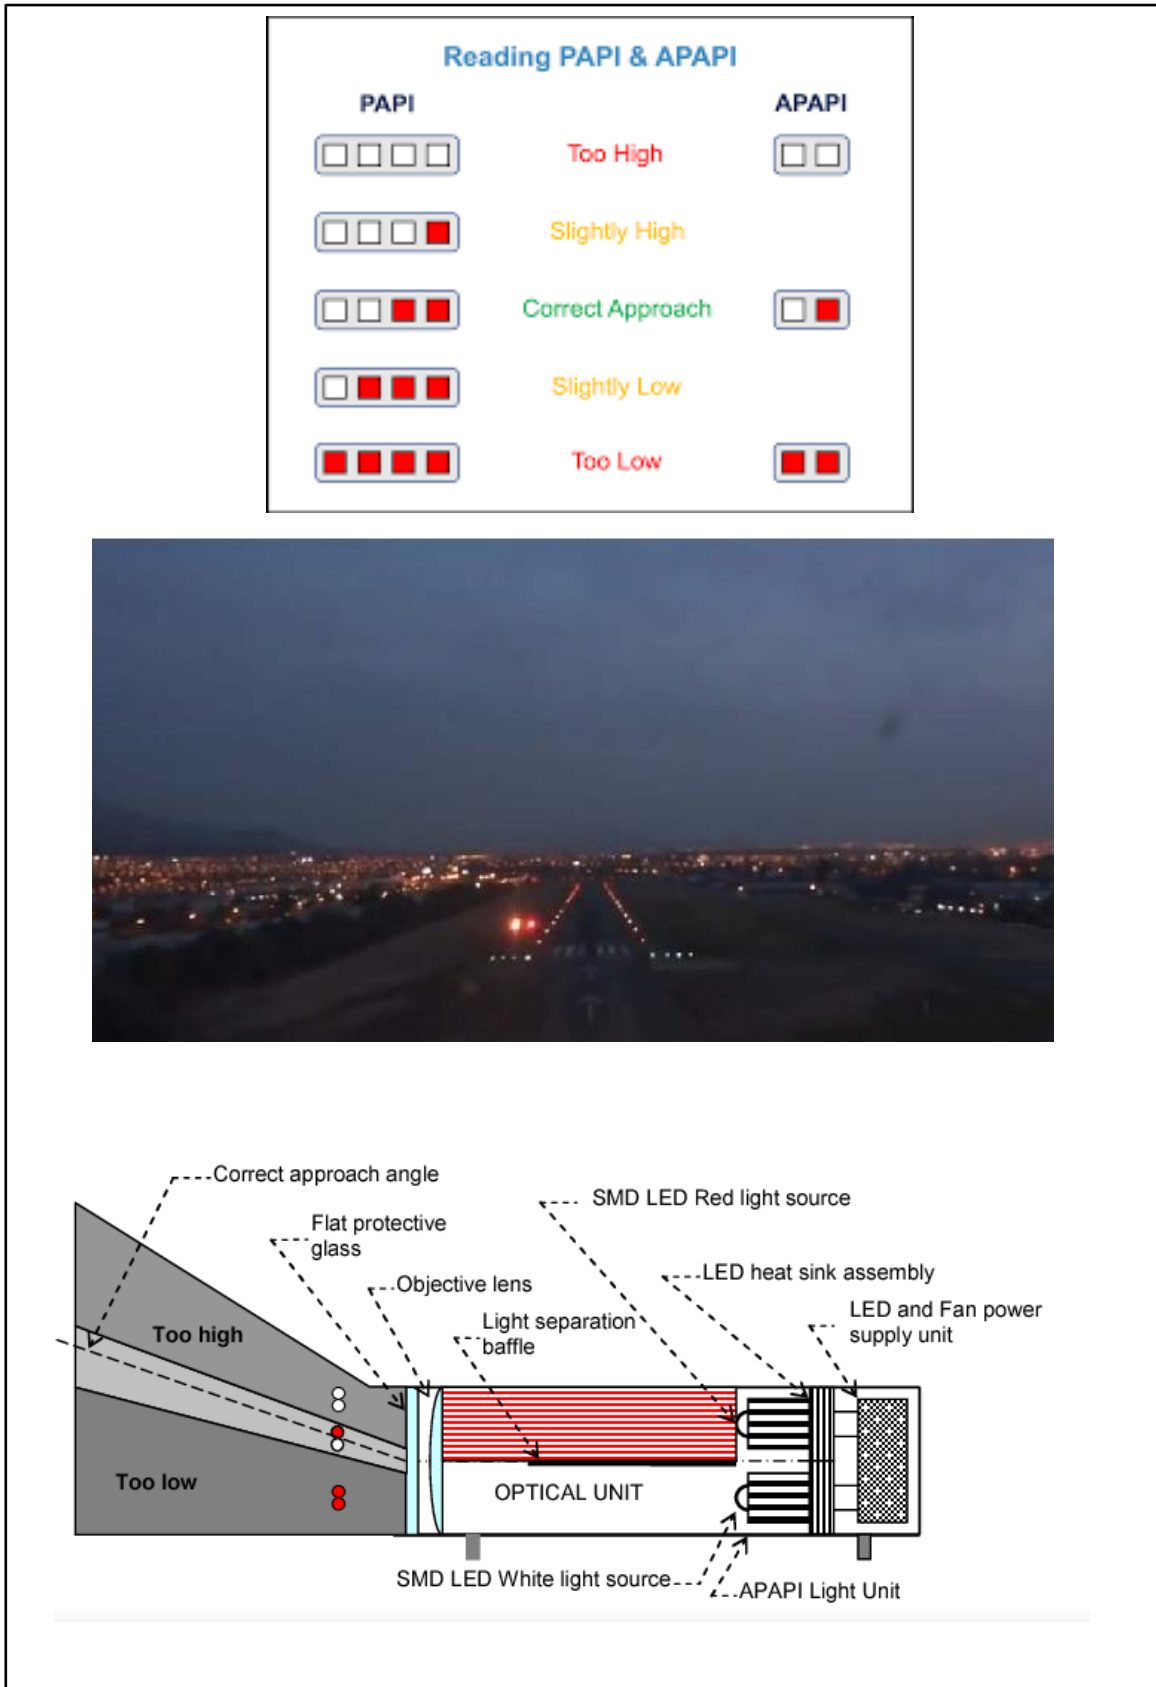 Reading PAPI & APAPI
PAPI
APAPI
Too High
Slightly High
Correct Approach
Slightly Low
Too Low
Correct approach angle
SMD LED Red light source
Flat protective
glass
LED heat sink assembly
Objective lens
LED and Fan power
supply unit
Light separation
baffle
Too high
Too low
OPTICAL UNIT
SMD LED White light source
APAPI Light Unit